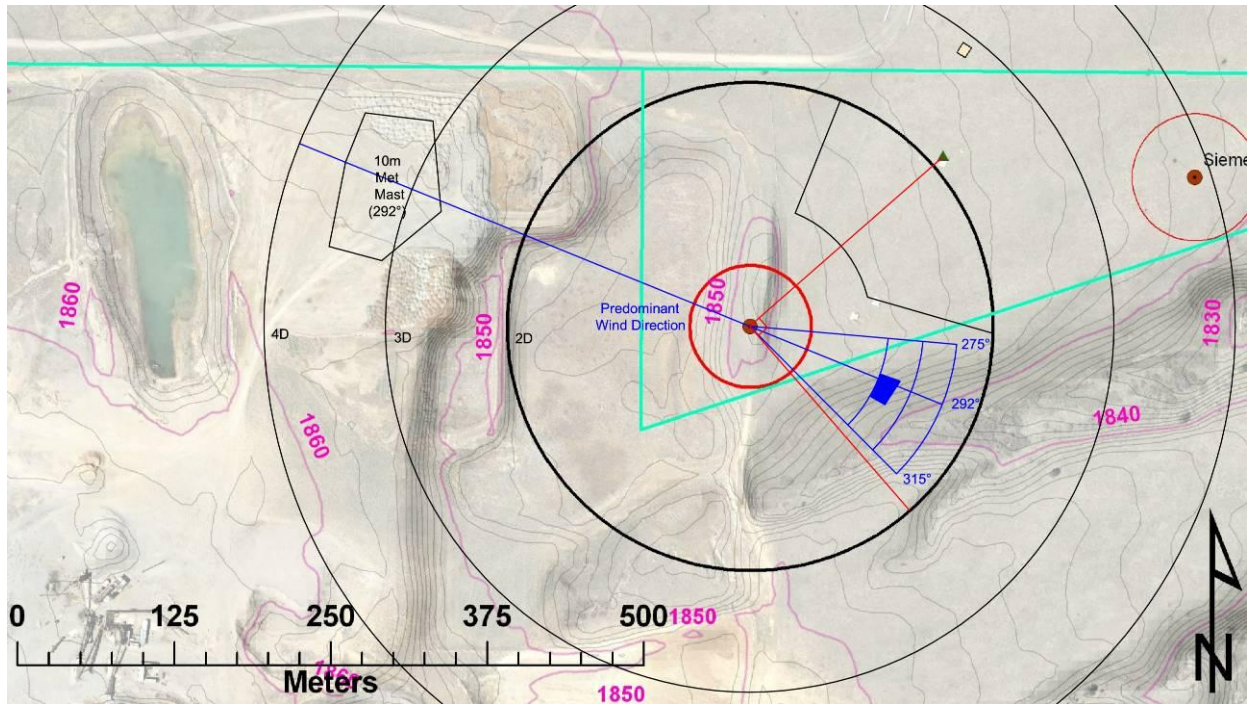 10m
Met
Mast
(292°)
Sieme
1860
1850
1850
1830
Predominant
Wind Direction
4D
3D
2D
275°
292°
1840
1860
315°
0 125 250 375 500
1850
Meters
1860
1850
N